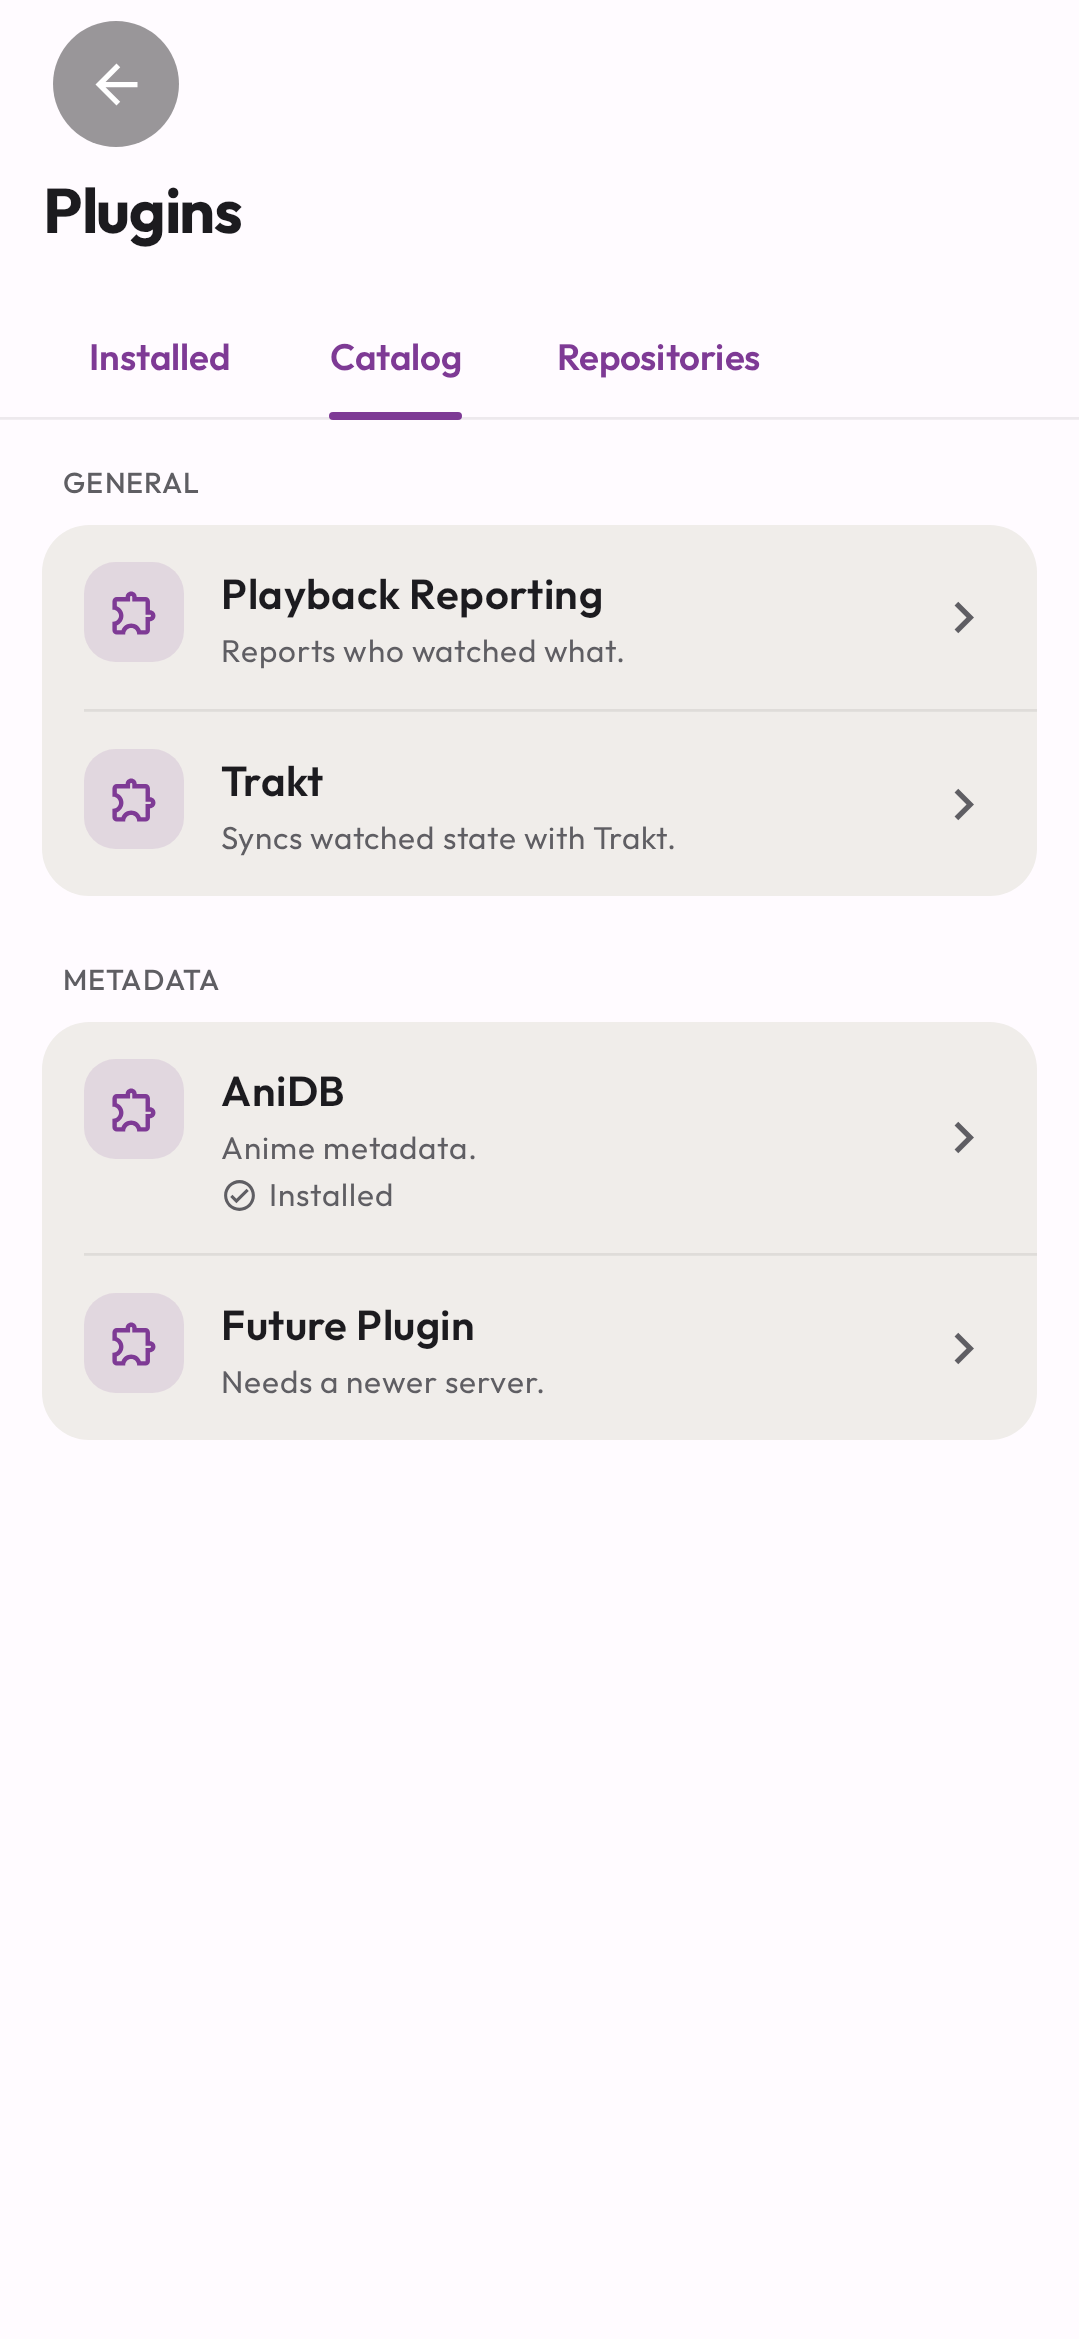 Plugins
Installed
Catalog
Repositories
GENERAL
Playback Reporting
Reports who watched what.
Trakt
Syncs watched state with Trakt.
METADATA
AniDB
Anime metadata.
Installed
Future Plugin
Needs a newer server.